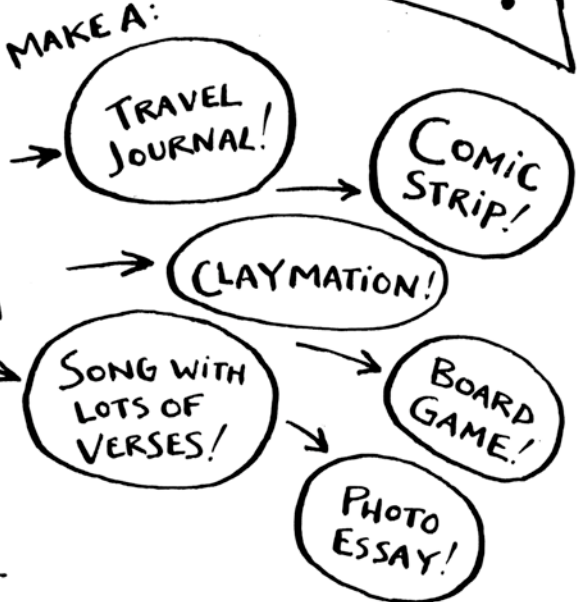 MAKE A:
TRAVEL
JOURNAL!
COMiC
STRiP!
CLAYMATiON!
SONG WiTH
LOTS OF
VERSES!
BOARD
GAME!
PHOTO
ESSAY!